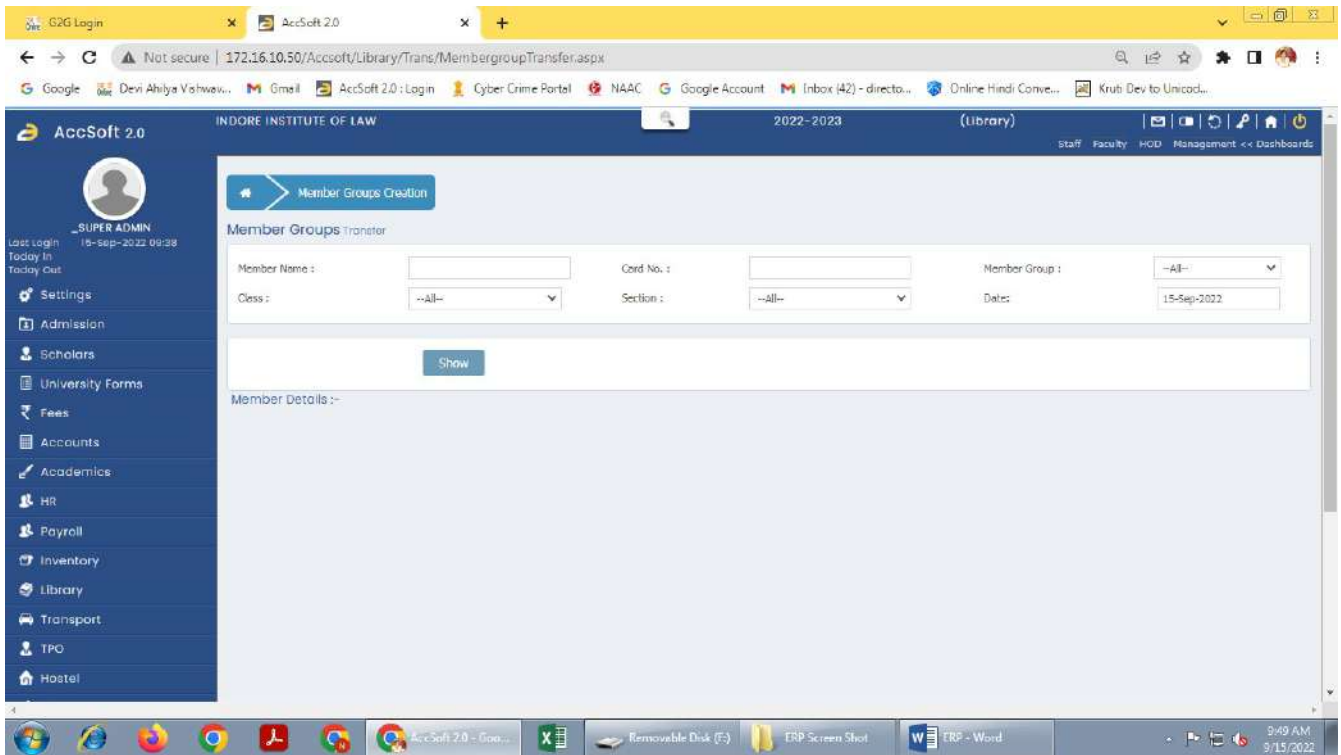 G2G Login
AccSoft 2.0
Not secure | 172.16.10.50/Accsoft/Library/Trans/MembergroupTransfer.aspx
Google Devi Ahilya Vishwav... Gmail AccSoft 2.0 : Login Cyber Crime Portal NAAC Google Account Inbox (42) - directo... Online Hindi Conve... Kruti Dev to Unicod...
AccSoft 2.0
INDORE INSTITUTE OF LAW 2022-2023 (Library)
Staff Faculty HOD Management << Dashboards
_SUPER ADMIN
Last Login 15-Sep-2022 09:38
Today In
Today Out
Settings
Admission
Scholars
University Forms
Fees
Accounts
Academics
HR
Payroll
Inventory
Library
Transport
TPO
Hostel
Member Groups Creation
Member Groups Transfer
Member Name : Card No. : Member Group : --All--
Class : --All-- Section : --All-- Date: 15-Sep-2022
Show
Member Details :-
AccSoft 2.0 - Goo... Removable Disk (F:) ERP Screen Shot ERP - Word
9:49 AM
9/15/2022